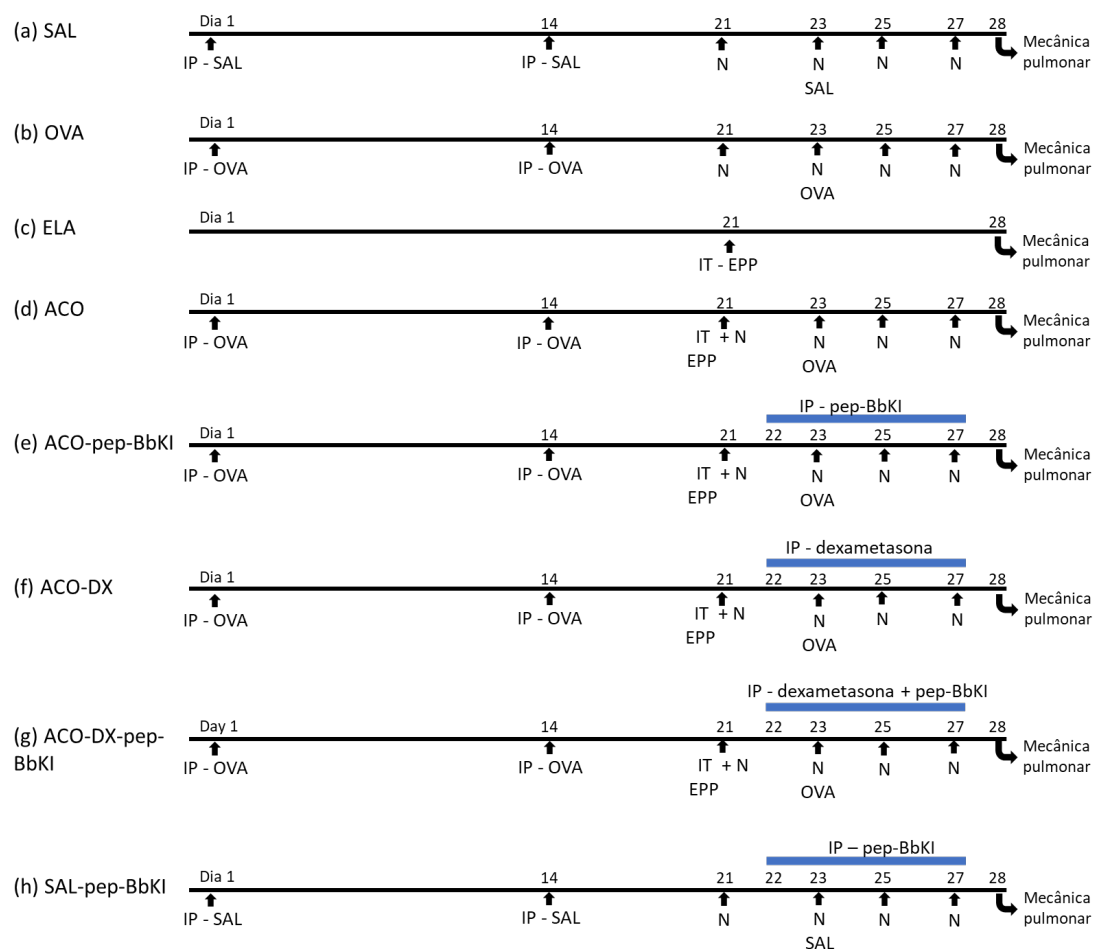 (a) SAL
Dia 1 14 21 23 25 27 28
IP - SAL IP - SAL N N N N
SAL
Mecânica
pulmonar
(b) OVA
Dia 1 14 21 23 25 27 28
IP - OVA IP - OVA N N N N
OVA
Mecânica
pulmonar
(c) ELA
Dia 1 21 28
IT - EPP
Mecânica
pulmonar
(d) ACO
Dia 1 14 21 23 25 27 28
IP - OVA IP - OVA IT + N N N N
EPP OVA
Mecânica
pulmonar
IP - pep-BbKI
(e) ACO-pep-BbKI
Dia 1 14 21 22 23 25 27 28
IP - OVA IP - OVA IT + N N N N
EPP OVA
Mecânica
pulmonar
IP - dexametasona
(f) ACO-DX
Dia 1 14 21 22 23 25 27 28
IP - OVA IP - OVA IT + N N N N
EPP OVA
Mecânica
pulmonar
IP - dexametasona + pep-BbKI
(g) ACO-DX-pep-
BbKI
Day 1 14 21 22 23 25 27 28
IP - OVA IP - OVA IT + N N N N
EPP OVA
Mecânica
pulmonar
IP – pep-BbKI
(h) SAL-pep-BbKI
Dia 1 14 21 22 23 25 27 28
IP - SAL IP - SAL N N N N
SAL
Mecânica
pulmonar